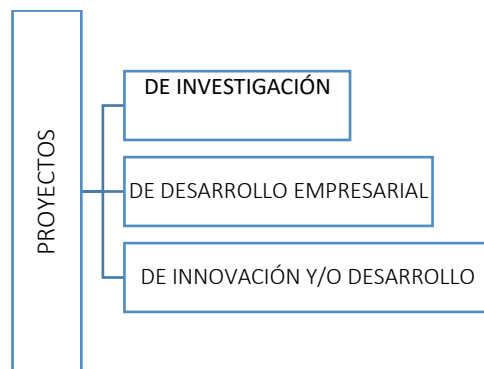 PROYECTOS
DE INVESTIGACIÓN
DE DESARROLLO EMPRESARIAL
DE INNOVACIÓN Y/O DESARROLLO